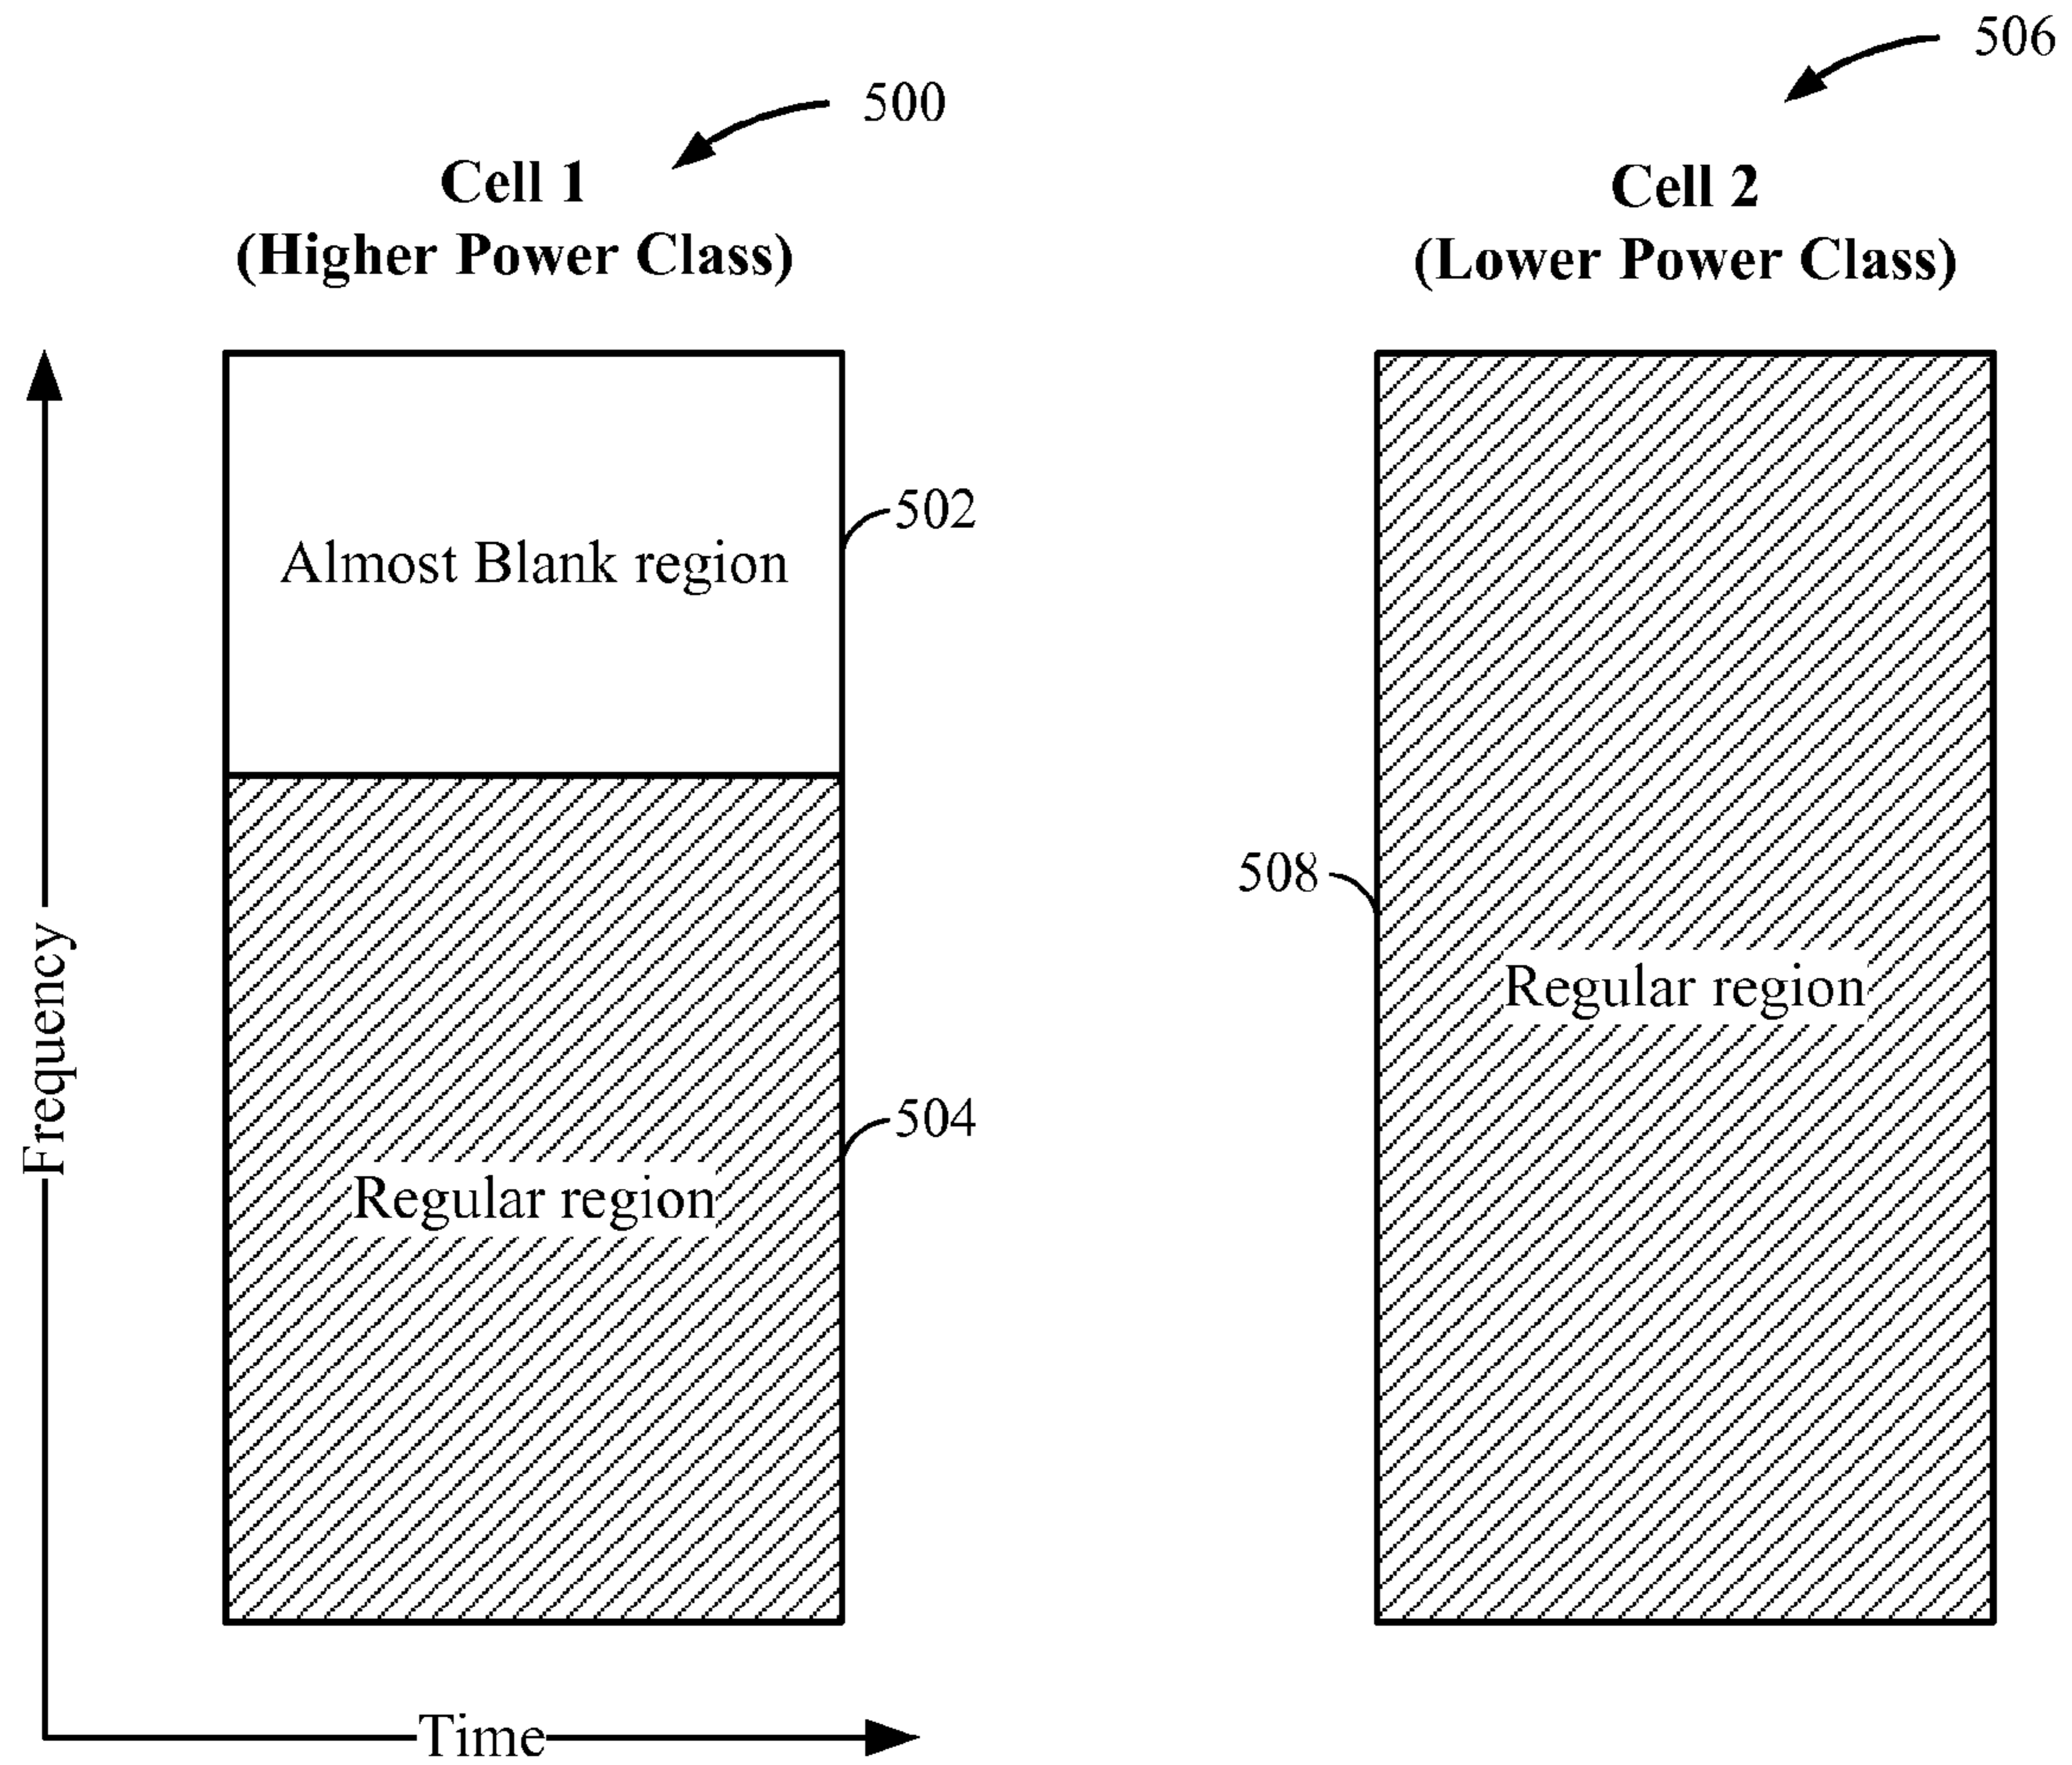 506
500
Cell 1
(Higher Power Class)
Cell 2
(Lower Power Class)
502
Almost Blank region
508
Regular region
Frequency
504
Regular region
Time